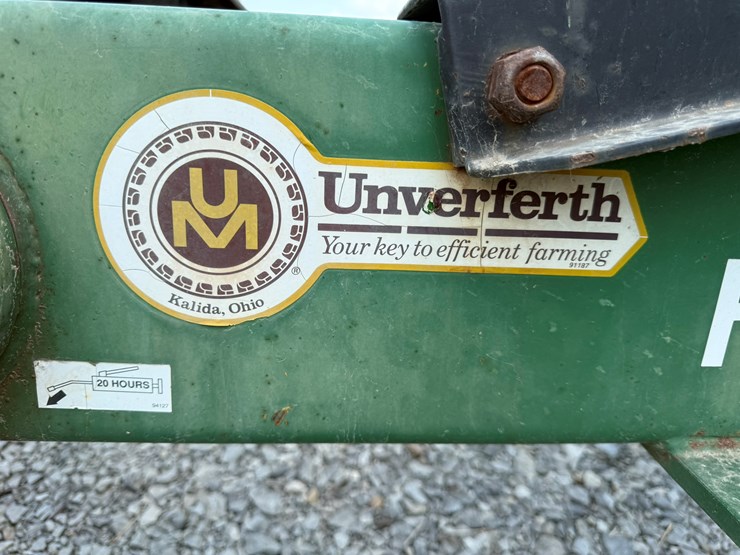 UM
Unverferth
Your key to efficient farming
91187
®
Kalida, Ohio
20 HOURS
94127